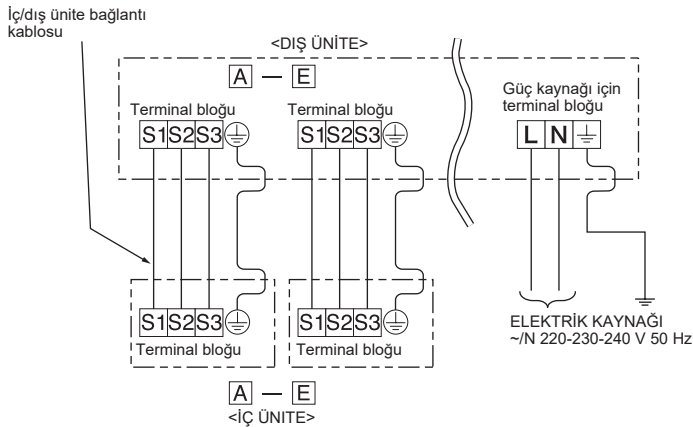 İç/dış ünite bağlantı
kablosu
<DIŞ ÜNİTE>
A — E
Terminal bloğu
Terminal bloğu
Güç kaynağı için
terminal bloğu
S1 S2 S3
S1 S2 S3
L N
S1 S2 S3
S1 S2 S3
Terminal bloğu
Terminal bloğu
ELEKTRİK KAYNAĞI
~/N 220-230-240 V 50 Hz
A — E
<İÇ ÜNITE>